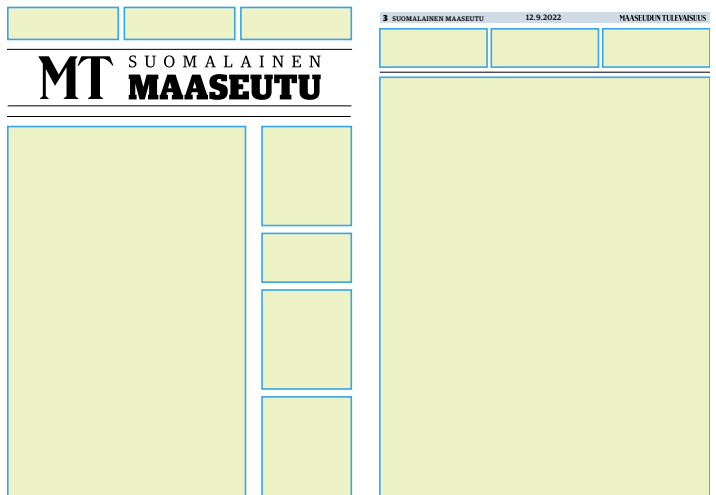 MT
SUOMALAINEN
MAASEUTU
3 SUOMALAINEN MAASEUTU 12.9.2022 MAASEUDUN TULEVAISUUS